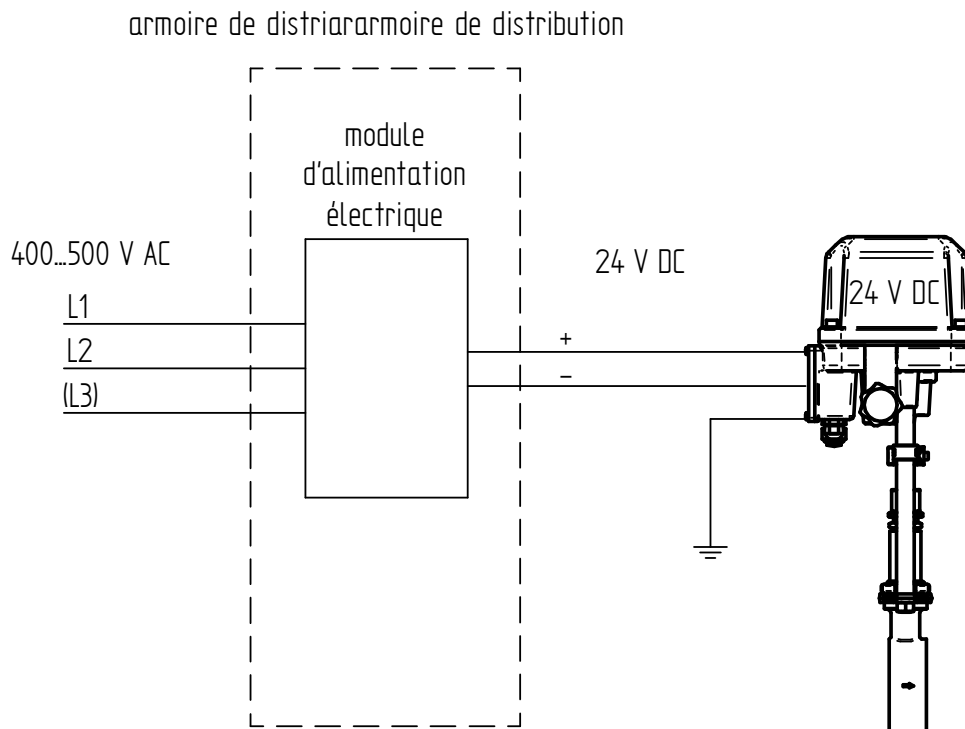 armoire de distriararmoire de distribution
module
d'alimentation
électrique
400...500 V AC
24 V DC
24 V DC
L1
L2
(L3)
+
−